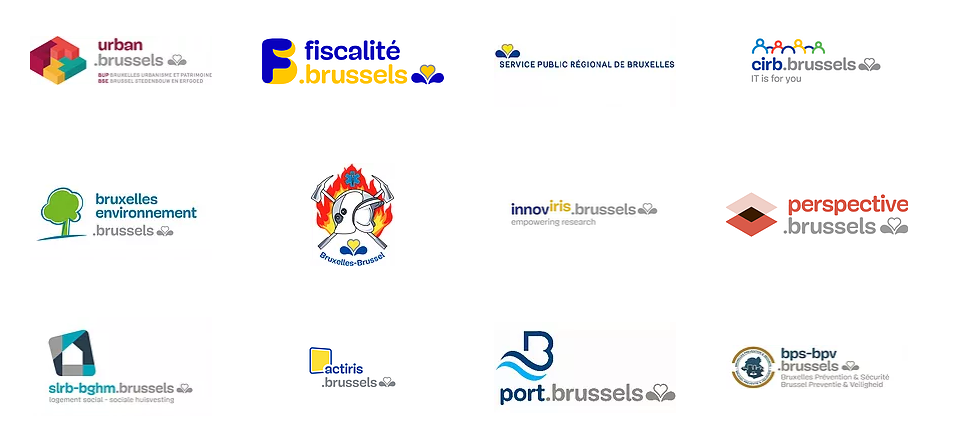 urban
.brussels
BUP BRUXELLES URBANISME ET PATRIMOINE
BSE BRUSSEL STEDENBOUW EN ERFGOED
fiscalité
.brussels
SERVICE PUBLIC RÉGIONAL DE BRUXELLES
cirb.brussels
IT is for you
bruxelles
environnement
.brussels
Bruxelles-Brussel
innoviris.brussels
empowering research
perspective
.brussels
slrb-bghm.brussels
logement social - sociale huisvesting
actiris
.brussels
port.brussels
bps-bpv
.brussels
Bruxelles Prévention & Sécurité
Brussel Preventie & Veiligheid